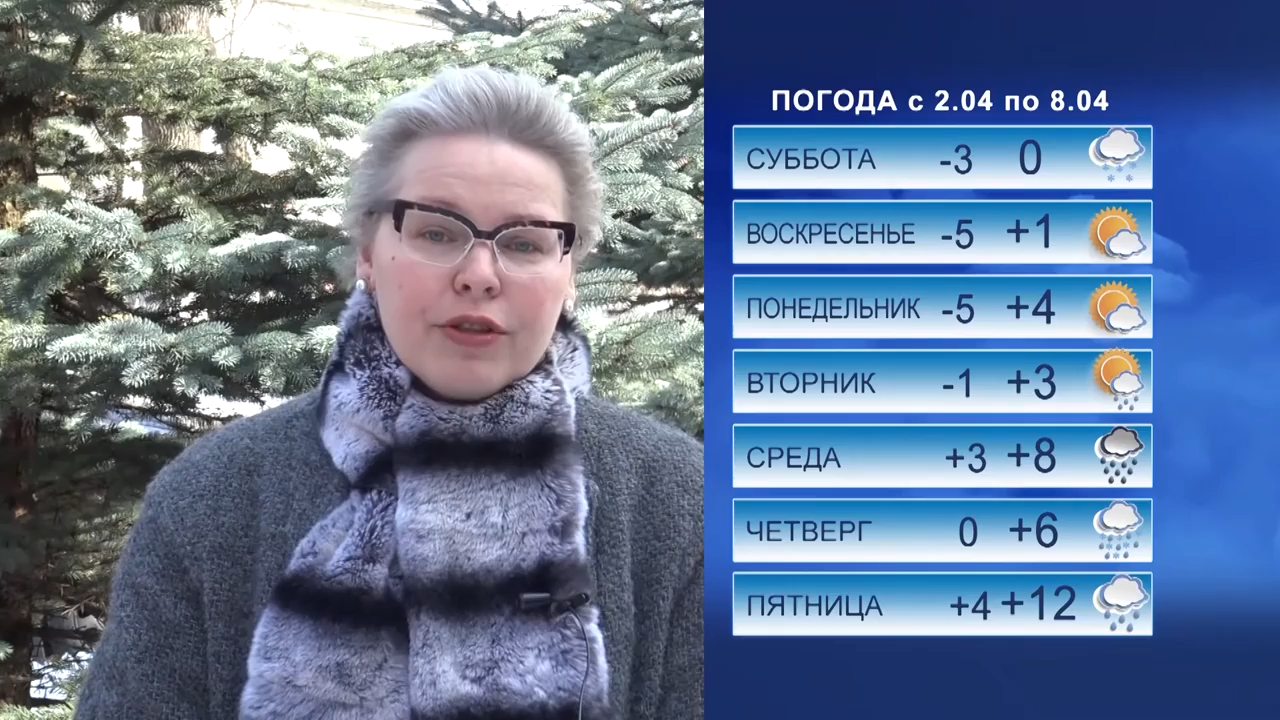 ПОГОДА с 2.04 по 8.04
СУББОТА -3 0
ВОСКРЕСЕНЬЕ -5 +1
ПОНЕДЕЛЬНИК -5 +4
ВТОРНИК -1 +3
СРЕДА +3 +8
ЧЕТВЕРГ 0 +6
ПЯТНИЦА +4 +12